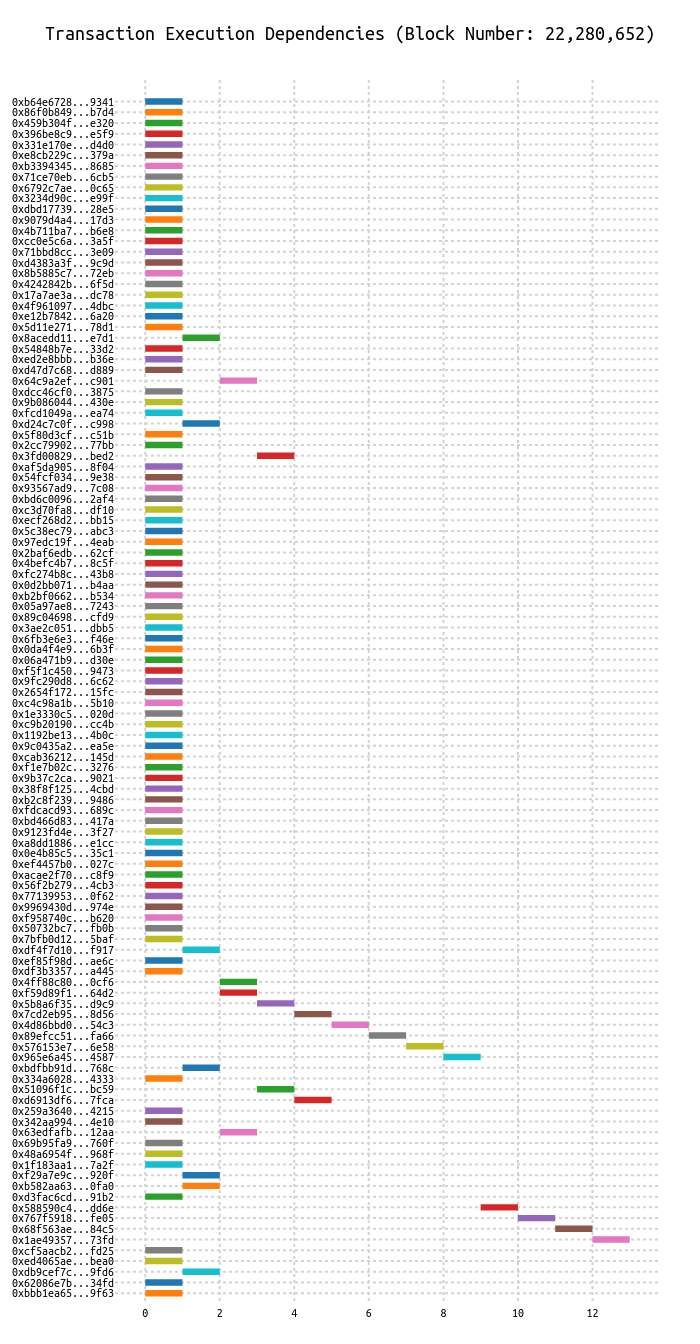 Transaction Execution Dependencies (Block Number: 22,280,652)
0xb64e6728...9341
0x86f0b849...b7d4
0x459b304f...e320
0x396be8c9...e5f9
0x331e170e...d4d0
0xe8cb229c...379a
0xb3394345...8685
0x71ce70eb...6cb5
0x6792c7ae...0c65
0x3234d90c...e99f
0xdbd17739...28e5
0x9079d4a4...17d3
0x4b711ba7...b6e8
0xcc0e5c6a...3a5f
0x71bbd8cc...3e09
0xd4383a3f...9c9d
0x8b5885c7...72eb
0x4242842b...6f5d
0x17a7ae3a...dc78
0x4f961097...4dbc
0xe12b7842...6a20
0x5d11e271...78d1
0x8acedd11...e7d1
0x54848b7e...33d2
0xed2e8bbb...b36e
0xd47d7c68...d889
0x64c9a2ef...c901
0xdcc46cf0...3875
0x9b086044...430e
0xfcd1049a...ea74
0xd24c7c0f...c998
0x5f80d3cf...c51b
0x2cc79902...77bb
0x3fd00829...bed2
0xaf5da905...8f04
0x54fcf034...9e38
0x93567ad9...7c08
0xbd6c0096...2af4
0xc3d70fa8...df10
0xecf268d2...bb15
0x5c38ec79...abc3
0x97edc19f...4eab
0x2baf6edb...62cf
0x4befc4b7...8c5f
0xfc274b8c...43b8
0x0d2bb071...b4aa
0xb2bf0662...b534
0x05a97ae8...7243
0x89c04698...cfd9
0x3ae2c051...dbb5
0x6fb3e6e3...f46e
0x0da4f4e9...6b3f
0x06a471b9...d30e
0xf5f1c450...9473
0x9fc290d8...6c62
0x2654f172...15fc
0xc4c98a1b...5b10
0x1e3330c5...020d
0xc9b20190...cc4b
0x1192be13...4b0c
0x9c0435a2...ea5e
0xcab36212...145d
0xf1e7b02c...3276
0x9b37c2ca...9021
0x38f8f125...4cbd
0xb2c8f239...9486
0xfdcacd93...689c
0xbd466d83...417a
0x9123fd4e...3f27
0xa8dd1886...e1cc
0x0e4b85c5...35c1
0xef4457b0...027c
0xacae2f70...c8f9
0x56f2b279...4cb3
0x77139953...0f62
0x9969430d...974e
0xf958740c...b620
0x50732bc7...fb0b
0x7bfb0d12...5baf
0xdf4f7d10...f917
0xef85f98d...ae6c
0xdf3b3357...a445
0x4ff88c80...0cf6
0xf59d89f1...64d2
0x5b8a6f35...d9c9
0x7cd2eb95...8d56
0x4d86bbd0...54c3
0x89efcc51...fa66
0x576153e7...6e58
0x965e6a45...4587
0xbdfbb91d...768c
0x334a6028...4333
0x51096f1c...bc59
0xd6913df6...7fca
0x259a3640...4215
0x342aa994...4e10
0x63edfafb...12aa
0x69b95fa9...760f
0x48a6954f...968f
0x1f183aa1...7a2f
0xf29a7e9c...920f
0xb582aa63...0fa0
0xd3fac6cd...91b2
0x588590c4...dd6e
0x767f5918...fe05
0x68f563ae...84c5
0x1ae49357...73fd
0xcf5aacb2...fd25
0xed4065ae...bea0
0xdb9cef7c...9fd6
0x62086e7b...34fd
0xbbb1ea65...9f63
0 2 4 6 8 10 12